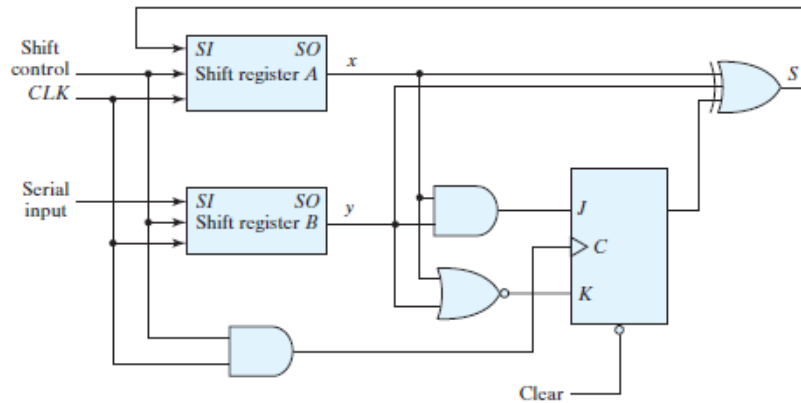 Shift
control
CLK
SI SO
Shift register A
x
S
Serial
input
SI SO
Shift register B
y
J
C
K
Clear